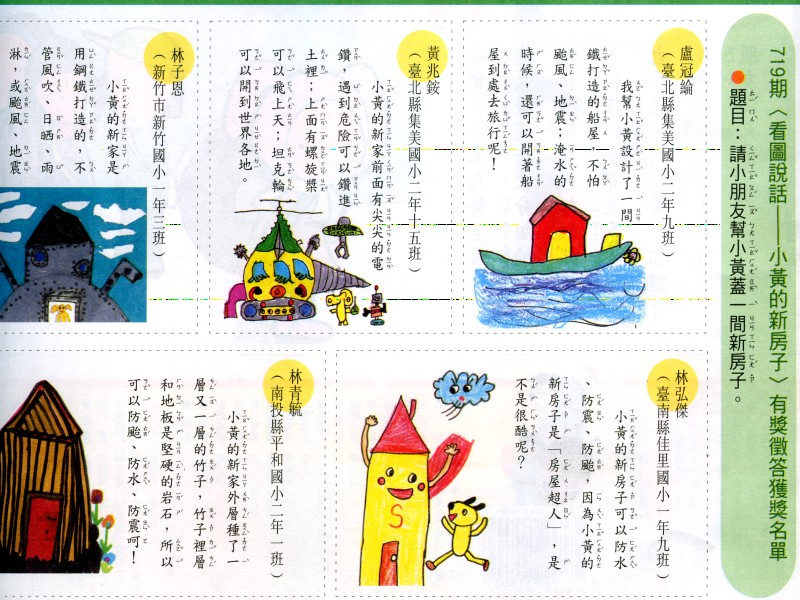 719期〈看圖說話——小黃的新房子〉有獎徵答獲獎名單
●題目：請小朋友幫小黃蓋一間新房子。
盧冠綸
（臺北縣集美國小二年九班）
我幫小黃設計了一間
鐵打造的船屋，不怕
颱風、地震；淹水的
時候，還可以開著船
屋到處去旅行呢！
黃兆銨
（臺北縣集美國小二年十五班）
小黃的新家前面有尖尖的電
鑽，遇到危險可以鑽進
土裡；上面有螺旋槳
可以飛上天；坦克輪
可以開到世界各地。
林子恩
（新竹市新竹國小一年三班）
小黃的新家是
用鋼鐵打造的，不
管風吹、日晒、雨
淋，或颱風、地震
林弘傑
（臺南縣佳里國小一年九班）
小黃的新房子可以防水
、防震、防颱，因為小黃的
新房子是「房屋超人」，是
不是很酷呢？
S
林青毓
（南投縣平和國小二年一班）
小黃的新家外層種了一
層又一層的竹子，竹子裡層
和地板是堅硬的岩石，所以
可以防颱、防水、防震呵！